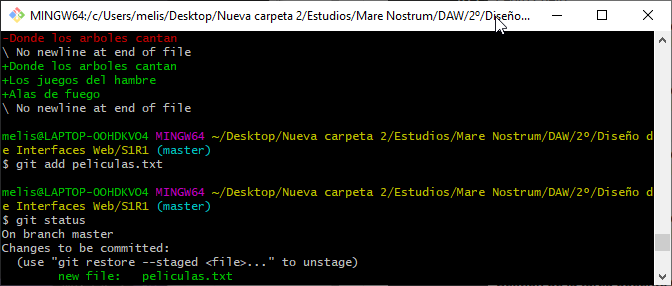 MINGW64:/c/Users/melis/Desktop/Nueva carpeta 2/Estudios/Mare Nostrum/DAW/2º/Diseño...
-Donde los arboles cantan
\ No newline at end of file
+Donde los arboles cantan
+Los juegos del hambre
+Alas de fuego
\ No newline at end of file
melis@LAPTOP-OOHDKVO4 MINGW64 ~/Desktop/Nueva carpeta 2/Estudios/Mare Nostrum/DAW/2º/Diseño d
e Interfaces Web/S1R1 (master)
$ git add peliculas.txt
melis@LAPTOP-OOHDKVO4 MINGW64 ~/Desktop/Nueva carpeta 2/Estudios/Mare Nostrum/DAW/2º/Diseño d
e Interfaces Web/S1R1 (master)
$ git status
On branch master
Changes to be committed:
(use "git restore --staged <file>..." to unstage)
new file:   peliculas.txt